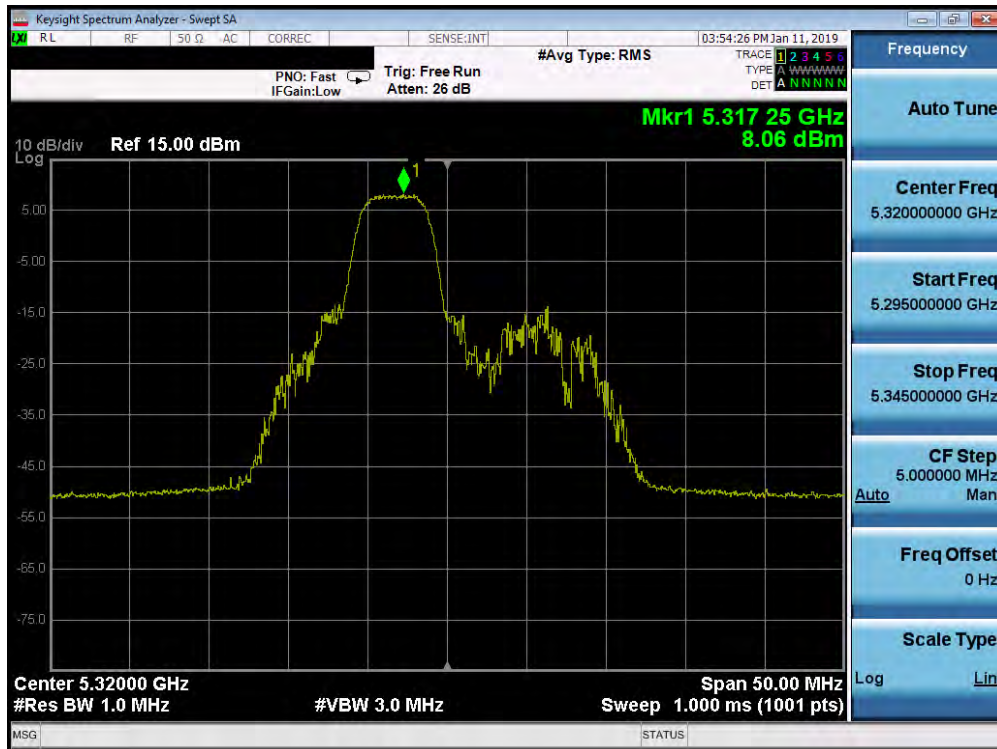 Keysight Spectrum Analyzer - Swept SA
LXI RL RF 50 Ω AC CORREC SENSE:INT 03:54:26 PM Jan 11, 2019
Frequency
PNO: Fast
IFGain:Low
Trig: Free Run
Atten: 26 dB
#Avg Type: RMS
TRACE 1 2 3 4 5 6
TYPE A WWWWW
DET A N N N N N
Auto Tune
Mkr1 5.317 25 GHz
8.06 dBm
10 dB/div Ref 15.00 dBm
Log
1
5.00
-5.00
-15.0
-25.0
-35.0
-45.0
-55.0
-65.0
-75.0
Center Freq
5.320000000 GHz
Start Freq
5.295000000 GHz
Stop Freq
5.345000000 GHz
CF Step
5.000000 MHz
Auto Man
Freq Offset
0 Hz
Scale Type
Log Lin
Center 5.32000 GHz Span 50.00 MHz
#Res BW 1.0 MHz #VBW 3.0 MHz Sweep 1.000 ms (1001 pts)
MSG STATUS